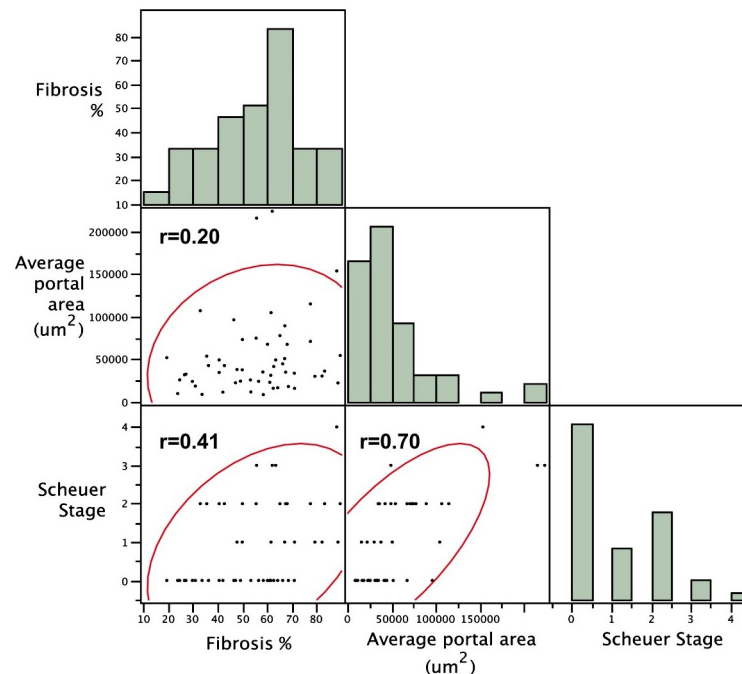 80
70
Fibrosis
%
60
50
40
30
20
10
Average
portal
area
(um²)
200000
150000
100000
50000
0
r=0.20
Scheuer
Stage
4
3
2
1
0
r=0.41
r=0.70
10 20 30 40 50 60 70 80
0 50000 100000 150000
0 1 2 3 4
Fibrosis %
Average portal area
(um²)
Scheuer Stage